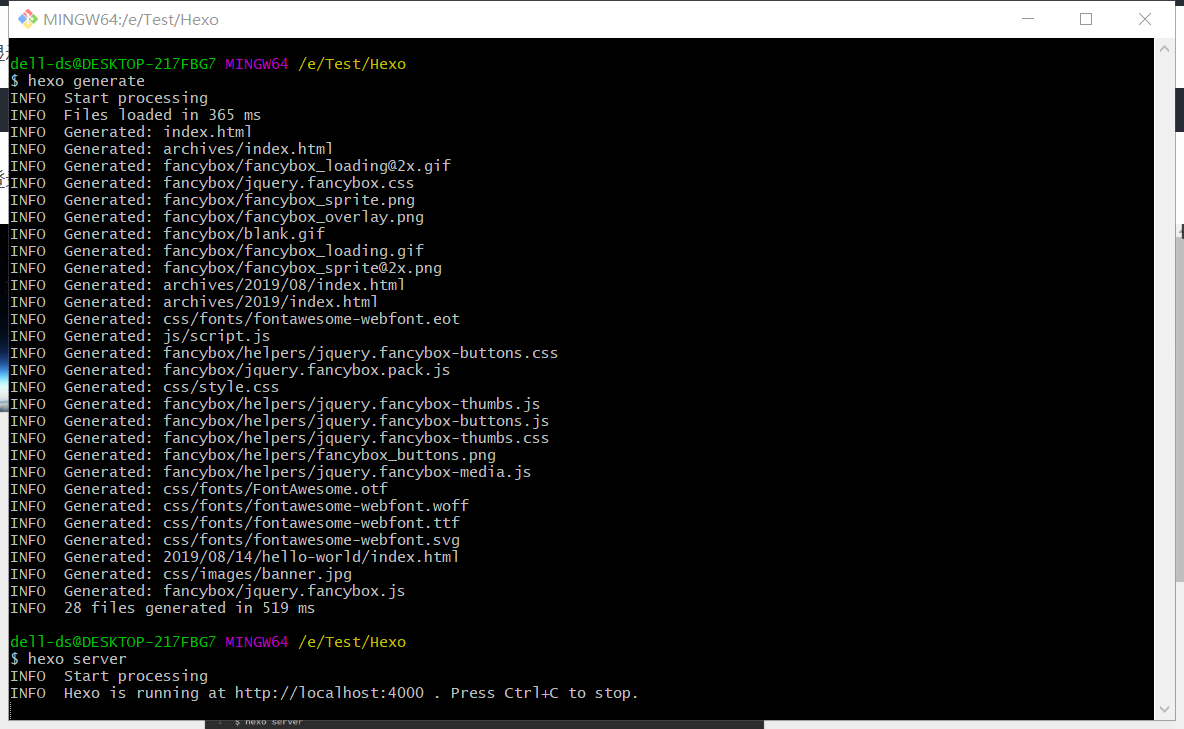 MINGW64:/e/Test/Hexo
dell-ds@DESKTOP-217FBG7 MINGW64 /e/Test/Hexo
$ hexo generate
INFO  Start processing
INFO  Files loaded in 365 ms
INFO  Generated: index.html
INFO  Generated: archives/index.html
INFO  Generated: fancybox/fancybox_loading@2x.gif
INFO  Generated: fancybox/jquery.fancybox.css
INFO  Generated: fancybox/fancybox_sprite.png
INFO  Generated: fancybox/fancybox_overlay.png
INFO  Generated: fancybox/blank.gif
INFO  Generated: fancybox/fancybox_loading.gif
INFO  Generated: fancybox/fancybox_sprite@2x.png
INFO  Generated: archives/2019/08/index.html
INFO  Generated: archives/2019/index.html
INFO  Generated: css/fonts/fontawesome-webfont.eot
INFO  Generated: js/script.js
INFO  Generated: fancybox/helpers/jquery.fancybox-buttons.css
INFO  Generated: fancybox/jquery.fancybox.pack.js
INFO  Generated: css/style.css
INFO  Generated: fancybox/helpers/jquery.fancybox-thumbs.js
INFO  Generated: fancybox/helpers/jquery.fancybox-buttons.js
INFO  Generated: fancybox/helpers/jquery.fancybox-thumbs.css
INFO  Generated: fancybox/helpers/fancybox_buttons.png
INFO  Generated: fancybox/helpers/jquery.fancybox-media.js
INFO  Generated: css/fonts/FontAwesome.otf
INFO  Generated: css/fonts/fontawesome-webfont.woff
INFO  Generated: css/fonts/fontawesome-webfont.ttf
INFO  Generated: css/fonts/fontawesome-webfont.svg
INFO  Generated: 2019/08/14/hello-world/index.html
INFO  Generated: css/images/banner.jpg
INFO  Generated: fancybox/jquery.fancybox.js
INFO  28 files generated in 519 ms
dell-ds@DESKTOP-217FBG7 MINGW64 /e/Test/Hexo
$ hexo server
INFO  Start processing
INFO  Hexo is running at http://localhost:4000 . Press Ctrl+C to stop.
$ hexo server